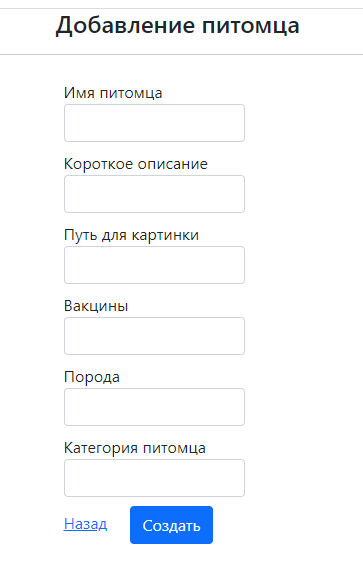 Добавление питомца
Имя питомца
Короткое описание
Путь для картинки
Вакцины
Порода
Категория питомца
Назад Создать